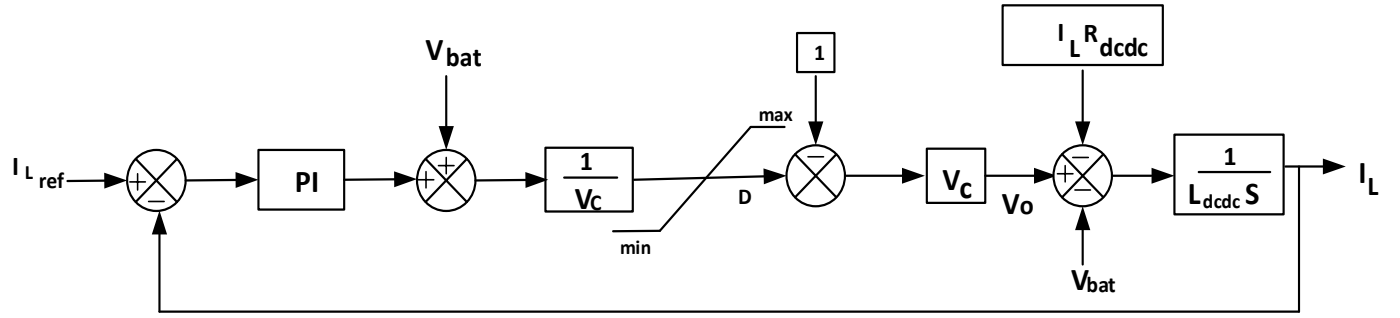 I L ref
+
−
PI
V bat
+
+
1
V C
max
min
D
1
−
V C
Vo
I L R dcdc
−
+
−
V bat
1
L dcdc S
I L